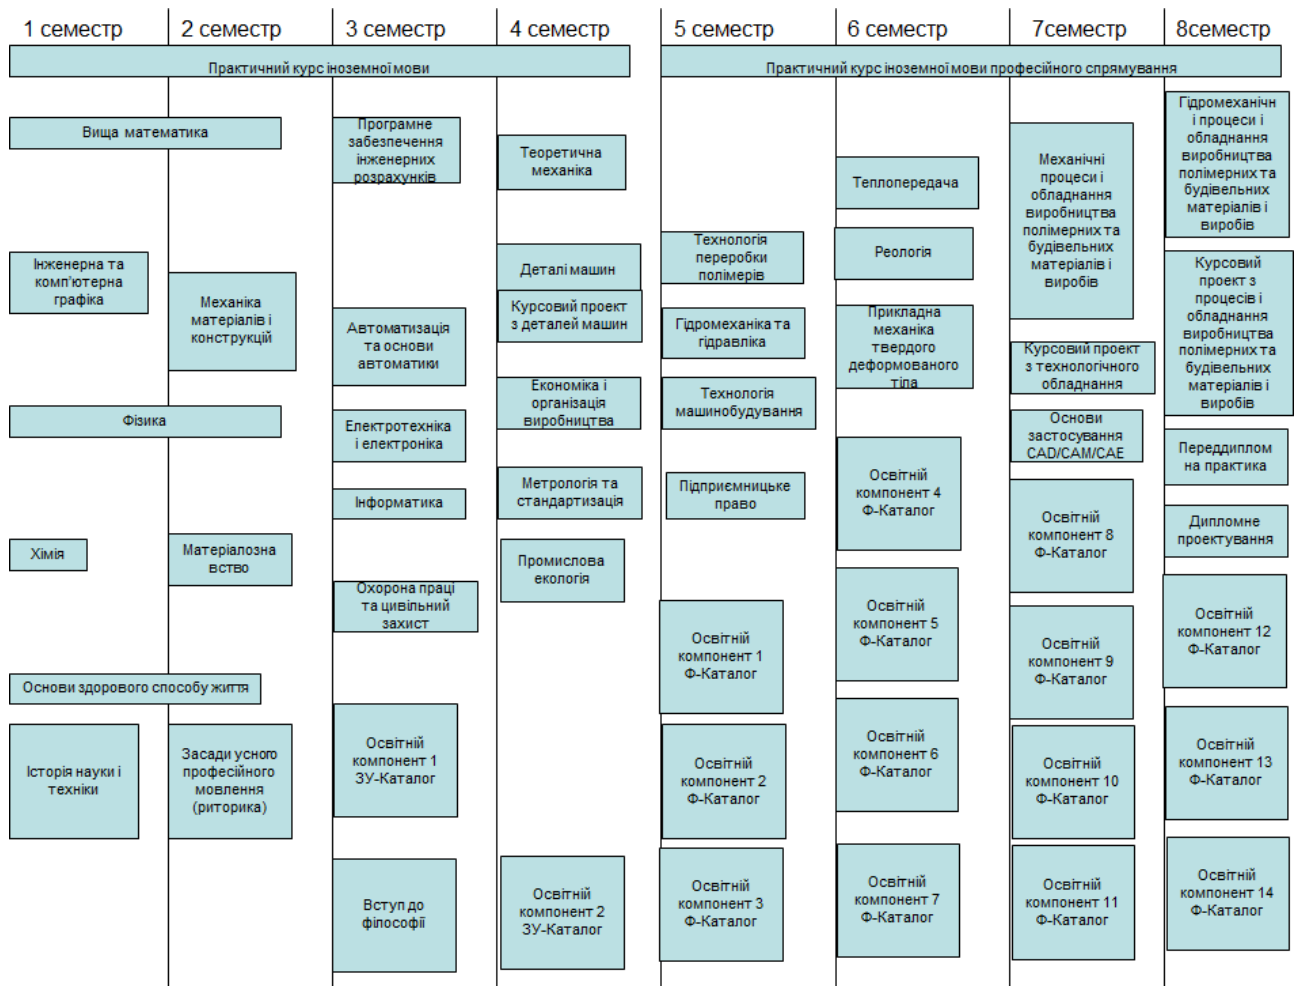 1 семестр
2 семестр
3 семестр
4 семестр
5 семестр
6 семестр
7семестр
8семестр
Практичний курс іноземної мови
Практичний курс іноземної мови професійного спрямування
Вища математика
Інженерна та
комп'ютерна
графіка
Фізика
Хімія
Основи здорового способу життя
Історія науки і
техніки
Механіка
матеріалів і
конструкцій
Матеріалозна
вство
Засади усного
професійного
мовлення
(риторика)
Програмне
забезпечення
інженерних
розрахунків
Автоматизація
та основи
автоматики
Електротехніка
і електроніка
Інформатика
Охорона праці
та цивільний
захист
Освітній
компонент 1
ЗУ-Каталог
Вступ до
філософії
Теоретична
механіка
Деталі машин
Курсовий проект
з деталей машин
Економіка і
організація
виробництва
Метрологія та
стандартизація
Промислова
екологія
Освітній
компонент 2
ЗУ-Каталог
Технологія
переробки
полімерів
Гідромеханіка та
гідравліка
Технологія
машинобудування
Підприємницьке
право
Освітній
компонент 1
Ф-Каталог
Освітній
компонент 2
Ф-Каталог
Освітній
компонент 3
Ф-Каталог
Теплопередача
Реологія
Прикладна
механіка
твердого
деформованого
тіла
Освітній
компонент 4
Ф-Каталог
Освітній
компонент 5
Ф-Каталог
Освітній
компонент 6
Ф-Каталог
Освітній
компонент 7
Ф-Каталог
Механічні
процеси і
обладнання
виробництва
полімерних та
будівельних
матеріалів і
виробів
Курсовий проект
з технологічного
обладнання
Основи
застосування
CAD/CAM/CAE
Освітній
компонент 8
Ф-Каталог
Освітній
компонент 9
Ф-Каталог
Освітній
компонент 10
Ф-Каталог
Освітній
компонент 11
Ф-Каталог
Гідромеханічн
і процеси і
обладнання
виробництва
полімерних та
будівельних
матеріалів і
виробів
Курсовий
проект з
процесів і
обладнання
виробництва
полімерних та
будівельних
матеріалів і
виробів
Переддиплом
на практика
Дипломне
проектування
Освітній
компонент 12
Ф-Каталог
Освітній
компонент 13
Ф-Каталог
Освітній
компонент 14
Ф-Каталог